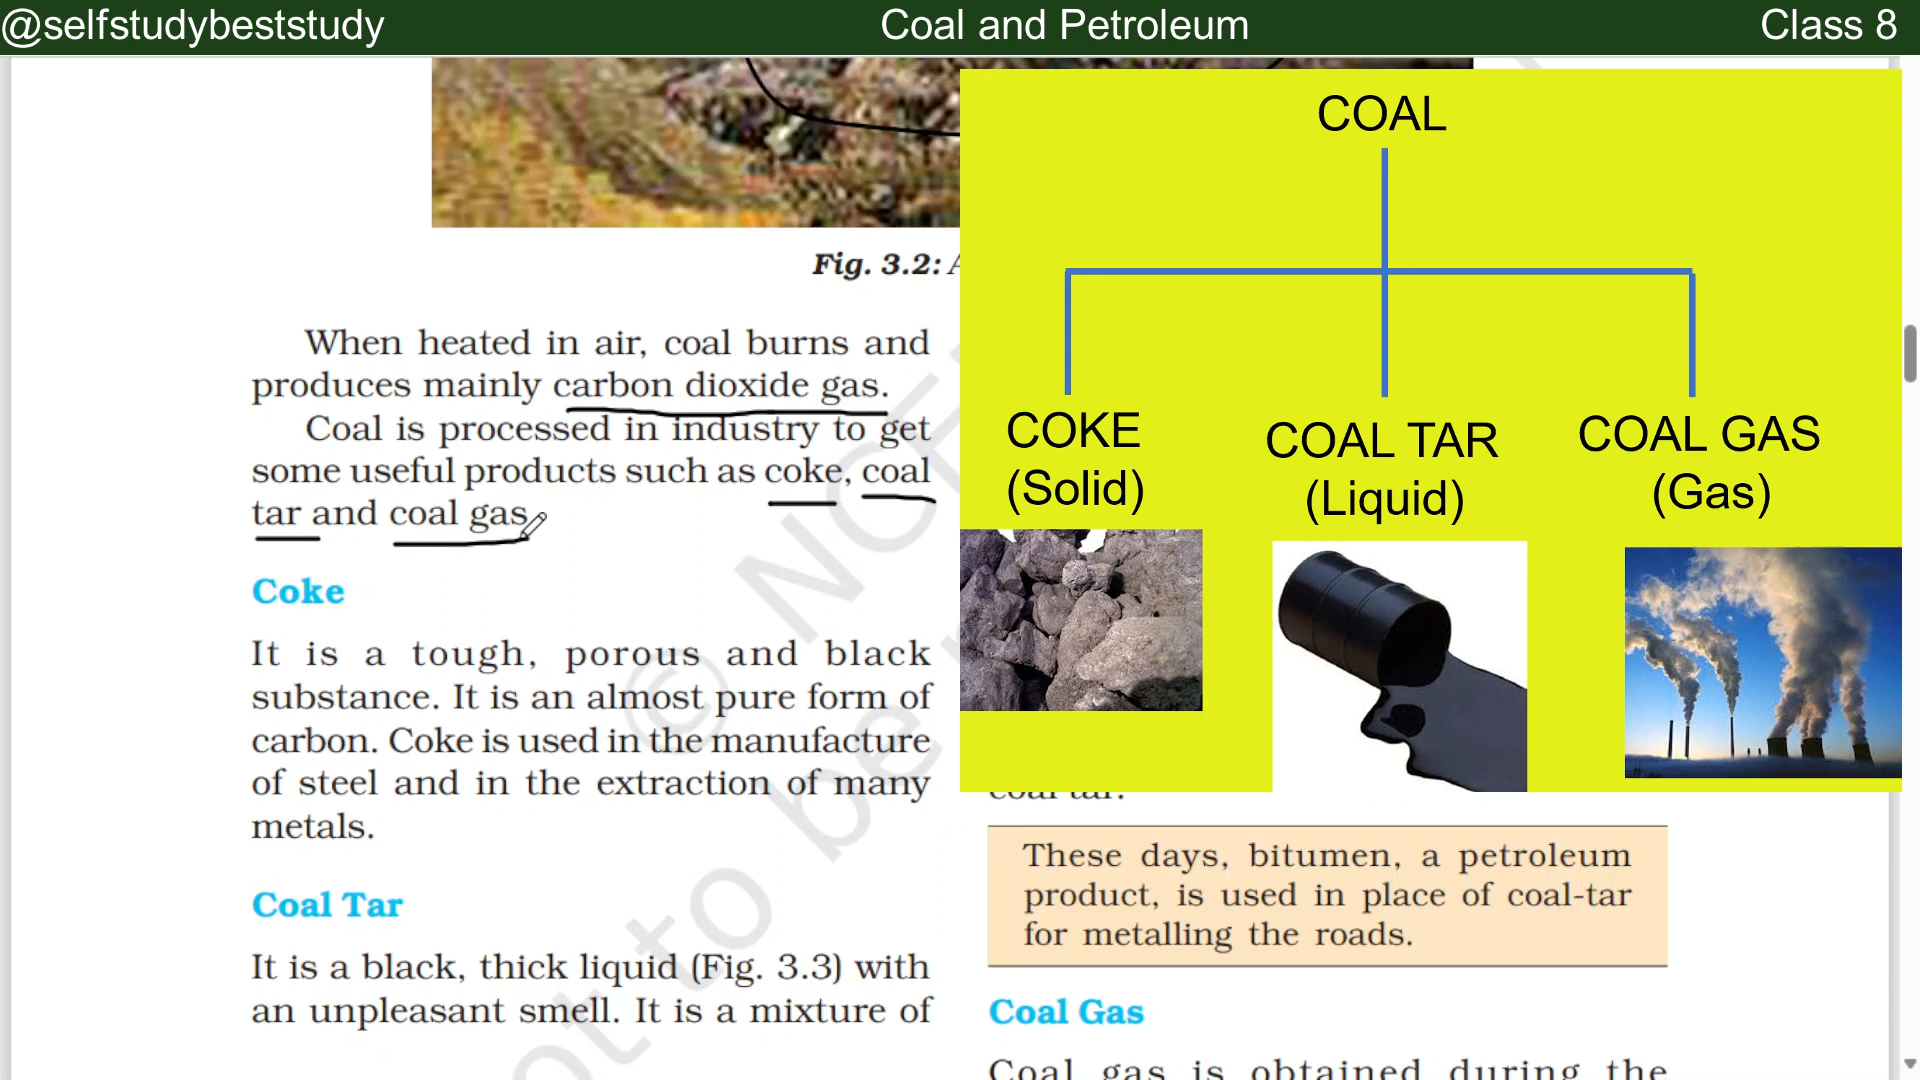 @selfstudybeststudy Coal and Petroleum Class 8
Fig. 3.2:
When heated in air, coal burns and
produces mainly carbon dioxide gas.
Coal is processed in industry to get
some useful products such as coke, coal
tar and coal gas.
Coke
It is a tough, porous and black
substance. It is an almost pure form of
carbon. Coke is used in the manufacture
of steel and in the extraction of many
metals.
Coal Tar
It is a black, thick liquid (Fig. 3.3) with
an unpleasant smell. It is a mixture of
COAL
COKE
(Solid)
COAL TAR
(Liquid)
COAL GAS
(Gas)
coal tar.
These days, bitumen, a petroleum
product, is used in place of coal-tar
for metalling the roads.
Coal Gas
Coal gas is obtained during the
© NCE
not to be